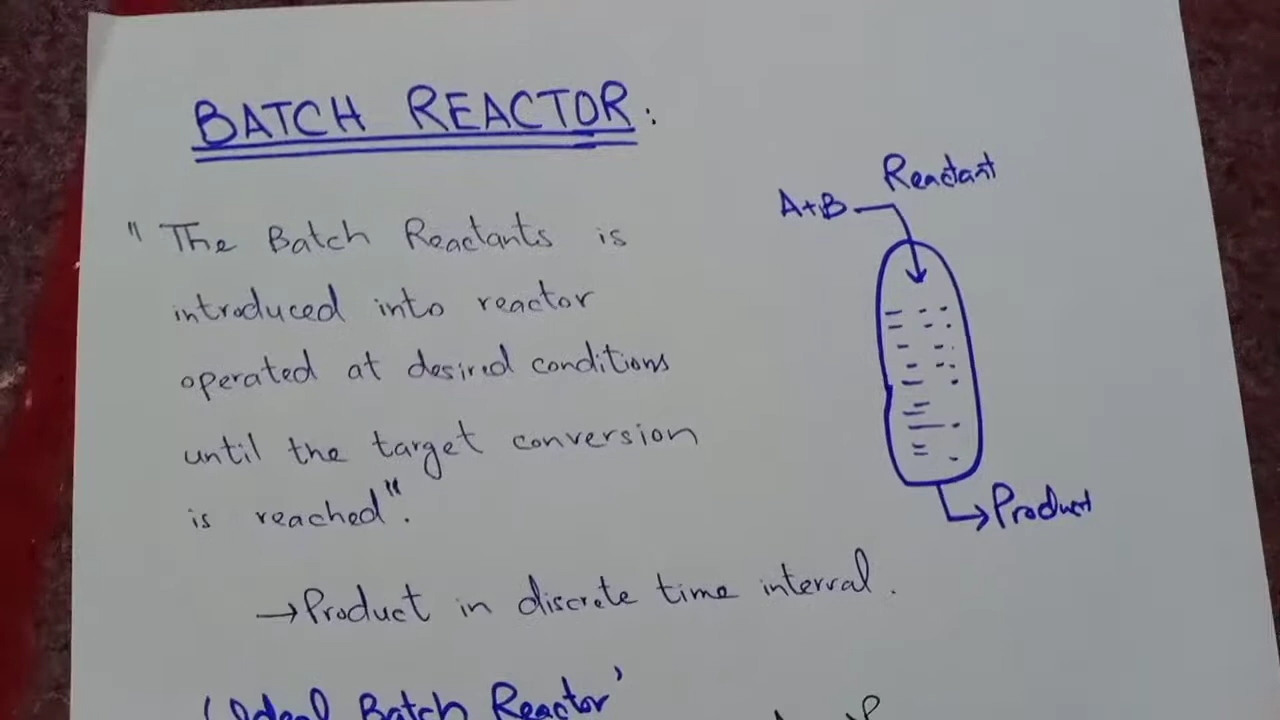 BATCH REACTOR:
" The Batch Reactants is
introduced into reactor
operated at desired conditions
until the target conversion
is reached".
→Product in discrete time interval.
Reactant
A+B
Product
'Ideal Batch Reactor'